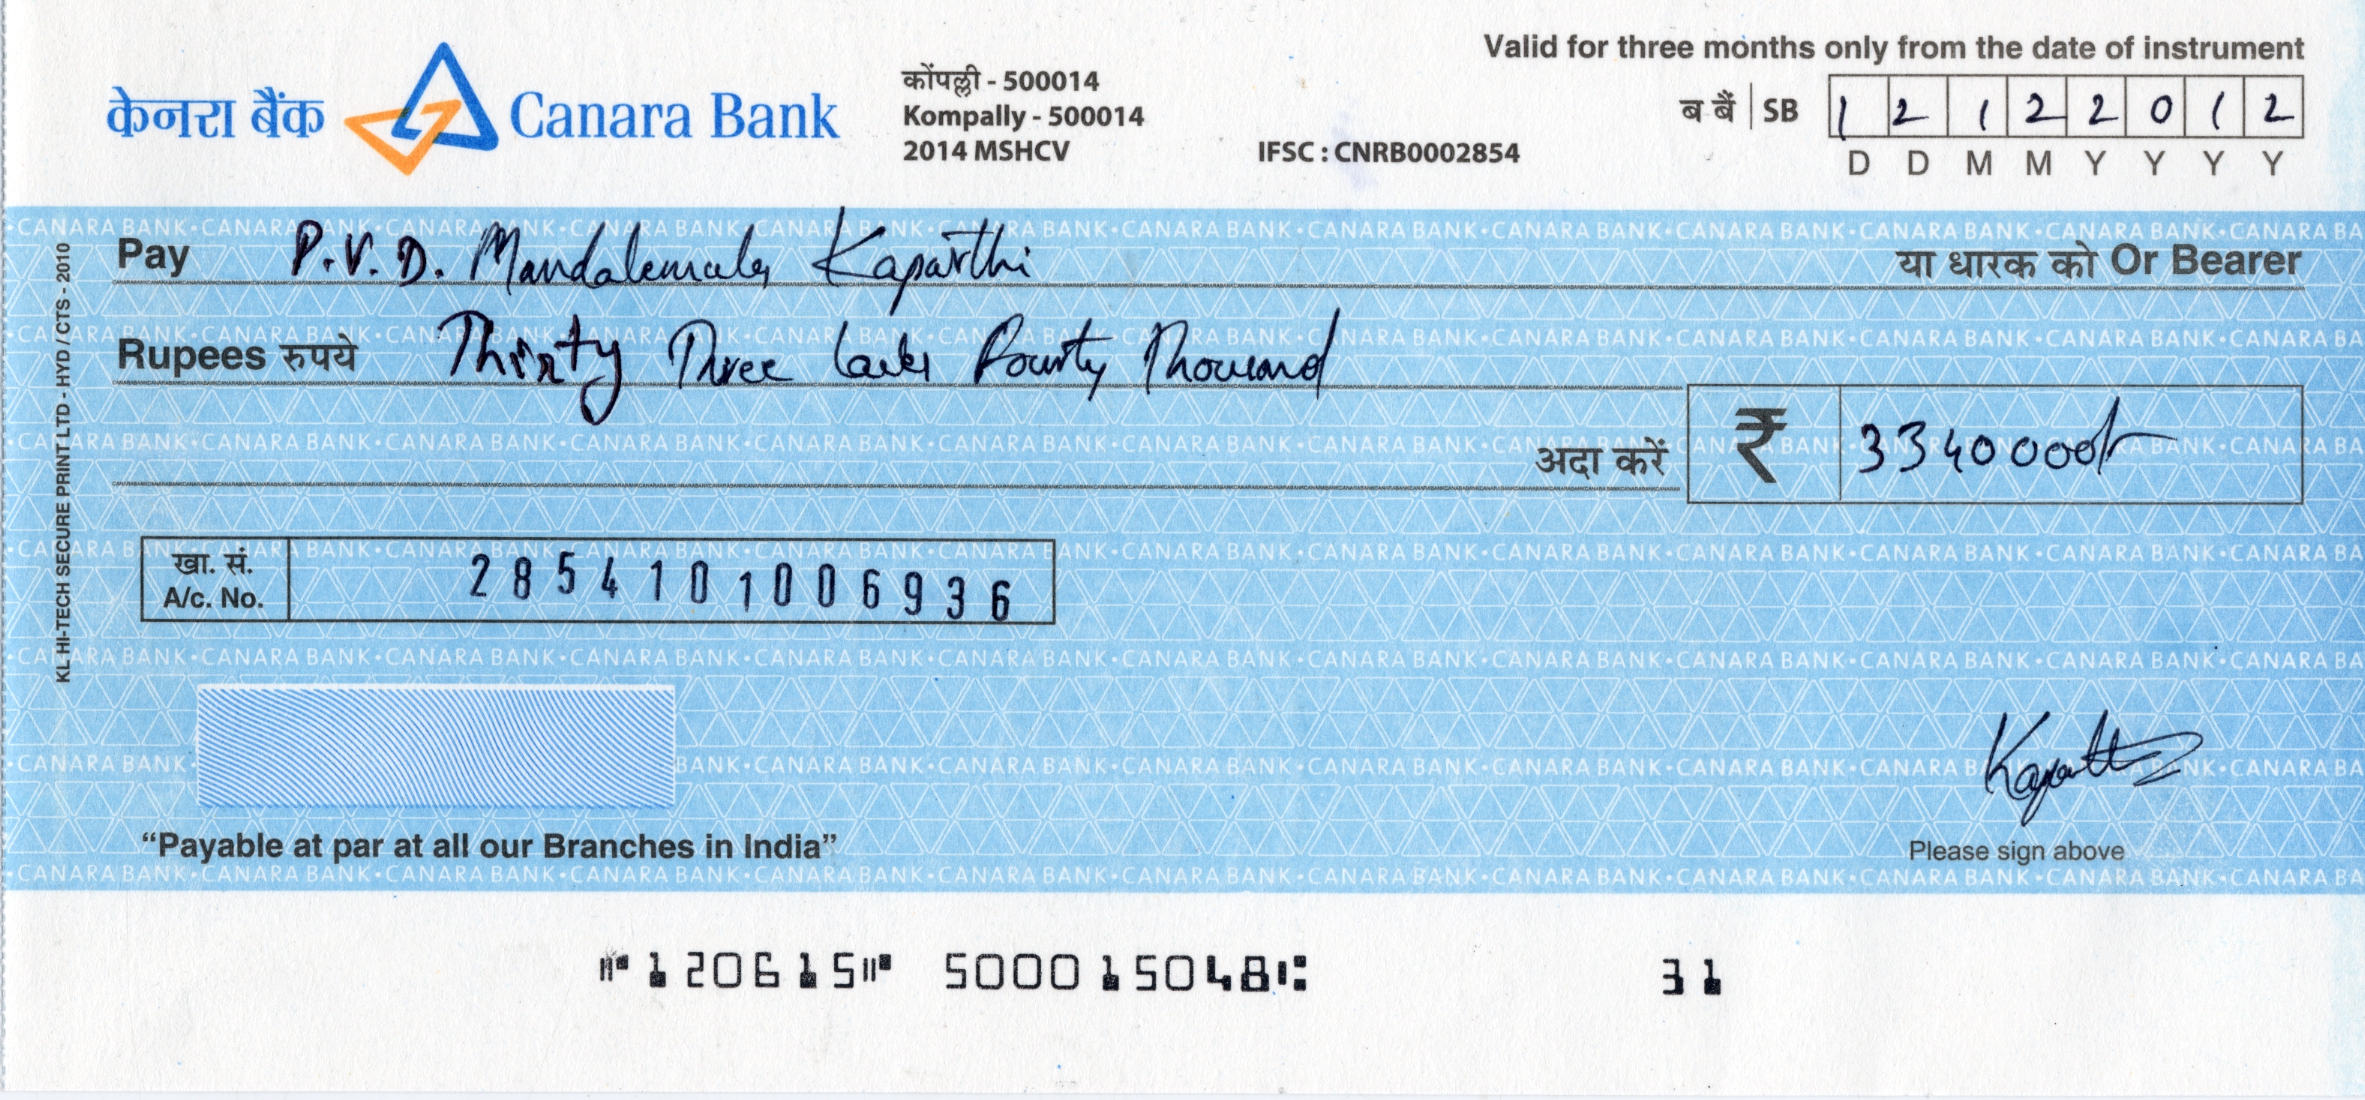 Valid for three months only from the date of instrument
केनरा बैंक Canara Bank
कोंपल्ली - 500014
Kompally - 500014
2014 MSHCV
IFSC : CNRB0002854
ब बैं | SB 1 2 1 2 2 0 1 2
D D M M Y Y Y Y
Pay P.V.D. Kaparthi या धारक को Or Bearer
Rupees रुपये Thirty Three Lacks Fourty Thousand
अदा करें ₹ 3340000/-
खा. सं.
A/c. No. 2854101006936
KL HI-TECH SECURE PRINT LTD - HYD / CTS - 2010
Kaparthi
"Payable at par at all our Branches in India"
Please sign above
⑈120615⑈ 500015048⑆ 31
CANARA BANK